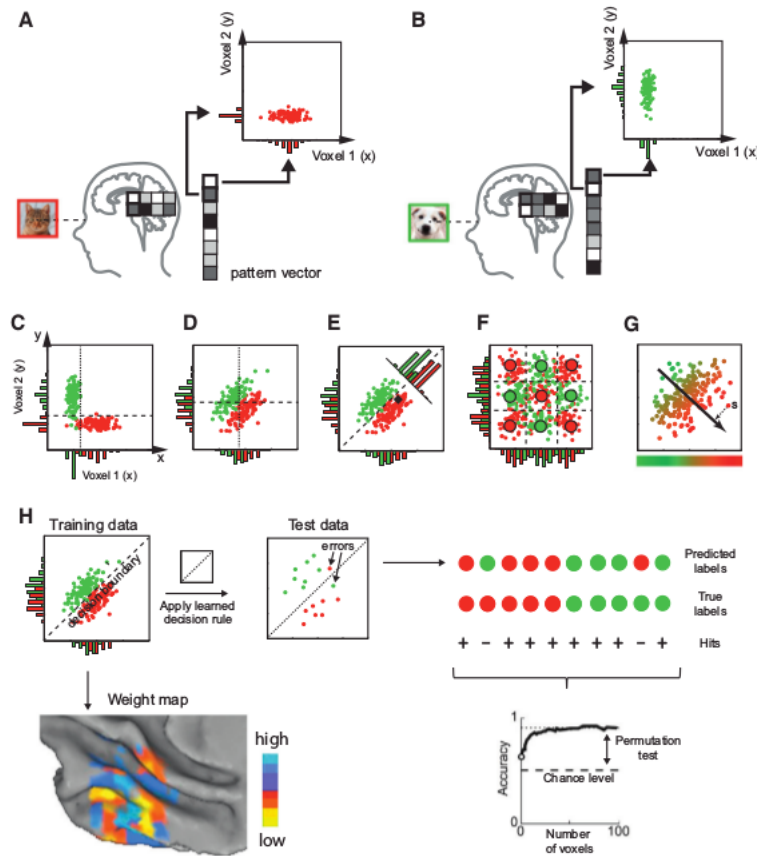 A
Voxel 2 (y)
Voxel 1 (x)
pattern vector
B
Voxel 2 (y)
Voxel 1 (x)
C
y
Voxel 2 (y)
x
Voxel 1 (x)
D
E
F
G
s
H
Training data
decision boundary
Apply learned
decision rule
Test data
errors
Predicted
labels
True
labels
+ – + + + + + + – +
Hits
Weight map
high
low
1
Accuracy
0
Permutation
test
Chance level
0
100
Number
of voxels